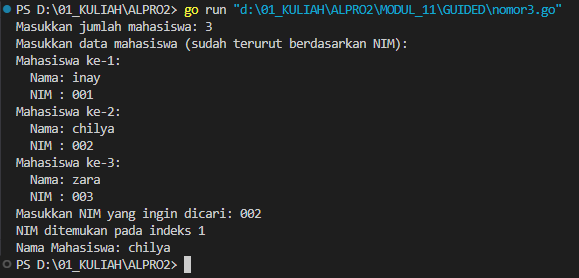 PS D:\01_KULIAH\ALPRO2> go run "d:\01_KULIAH\ALPRO2\MODUL_11\GUIDED\nomor3.go"
Masukkan jumlah mahasiswa: 3
Masukkan data mahasiswa (sudah terurut berdasarkan NIM):
Mahasiswa ke-1:
  Nama: inay
  NIM : 001
Mahasiswa ke-2:
  Nama: chilya
  NIM : 002
Mahasiswa ke-3:
  Nama: zara
  NIM : 003
Masukkan NIM yang ingin dicari: 002
NIM ditemukan pada indeks 1
Nama Mahasiswa: chilya
PS D:\01_KULIAH\ALPRO2>